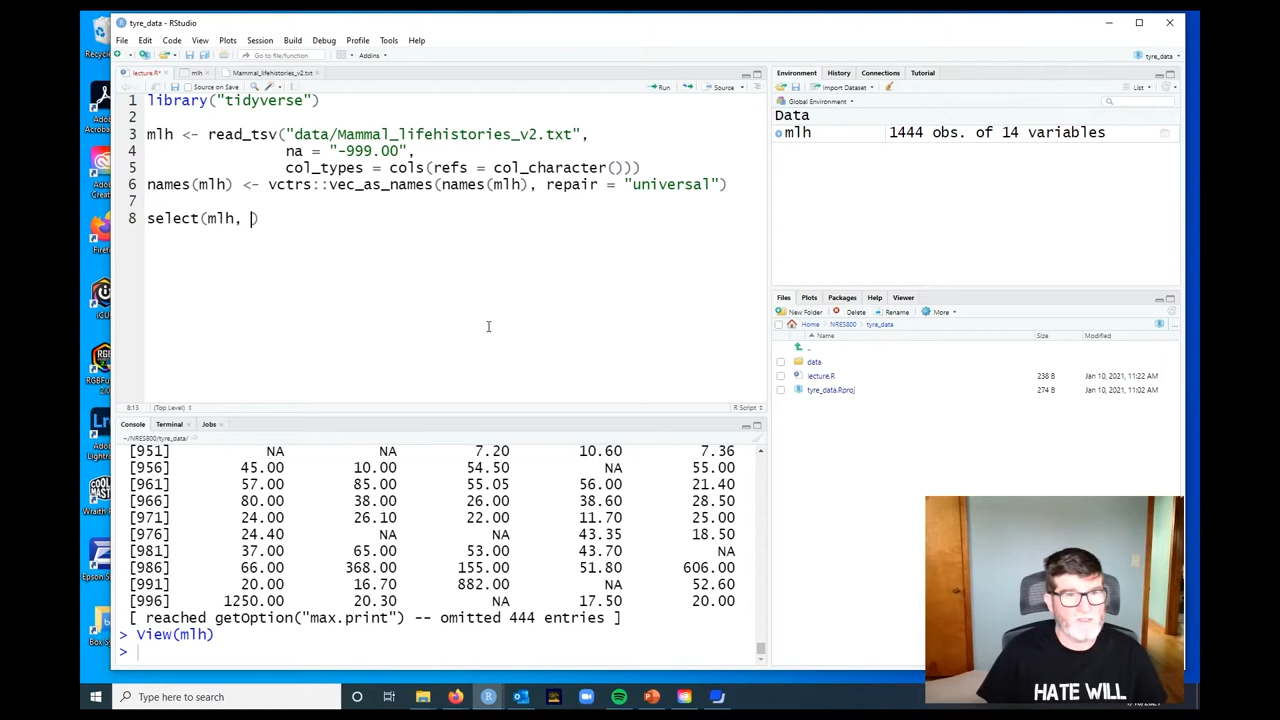 tyre_data - RStudio
File Edit Code View Plots Session Build Debug Profile Tools Help
Go to file/function Addins tyre_data
lecture.R* mlh Mammal_lifehistories_v2.txt
Source on Save Run Source
1 library("tidyverse")
2
3 mlh <- read_tsv("data/Mammal_lifehistories_v2.txt",
4 na = "-999.00",
5 col_types = cols(refs = col_character()))
6 names(mlh) <- vctrs::vec_as_names(names(mlh), repair = "universal")
7
8 select(mlh, )
8:13 (Top Level) R Script
Console Terminal Jobs
~/NRES800/tyre_data/
[951] NA NA 7.20 10.60 7.36
[956] 45.00 10.00 54.50 NA 55.00
[961] 57.00 85.00 55.05 56.00 21.40
[966] 80.00 38.00 26.00 38.60 28.50
[971] 24.00 26.10 22.00 11.70 25.00
[976] 24.40 NA NA 43.35 18.50
[981] 37.00 65.00 53.00 43.70 NA
[986] 66.00 368.00 155.00 51.80 606.00
[991] 20.00 16.70 882.00 NA 52.60
[996] 1250.00 20.30 NA 17.50 20.00
[ reached getOption("max.print") -- omitted 444 entries ]
> View(mlh)
>
Environment History Connections Tutorial
Import Dataset List
Global Environment
Data
mlh 1444 obs. of 14 variables
Files Plots Packages Help Viewer
New Folder Delete Rename More
Home NRES800 tyre_data
Name Size Modified
..
data
lecture.R 238 B Jan 10, 2021, 11:22 AM
tyre_data.Rproj 274 B Jan 10, 2021, 11:02 AM
HATE WILL
Type here to search